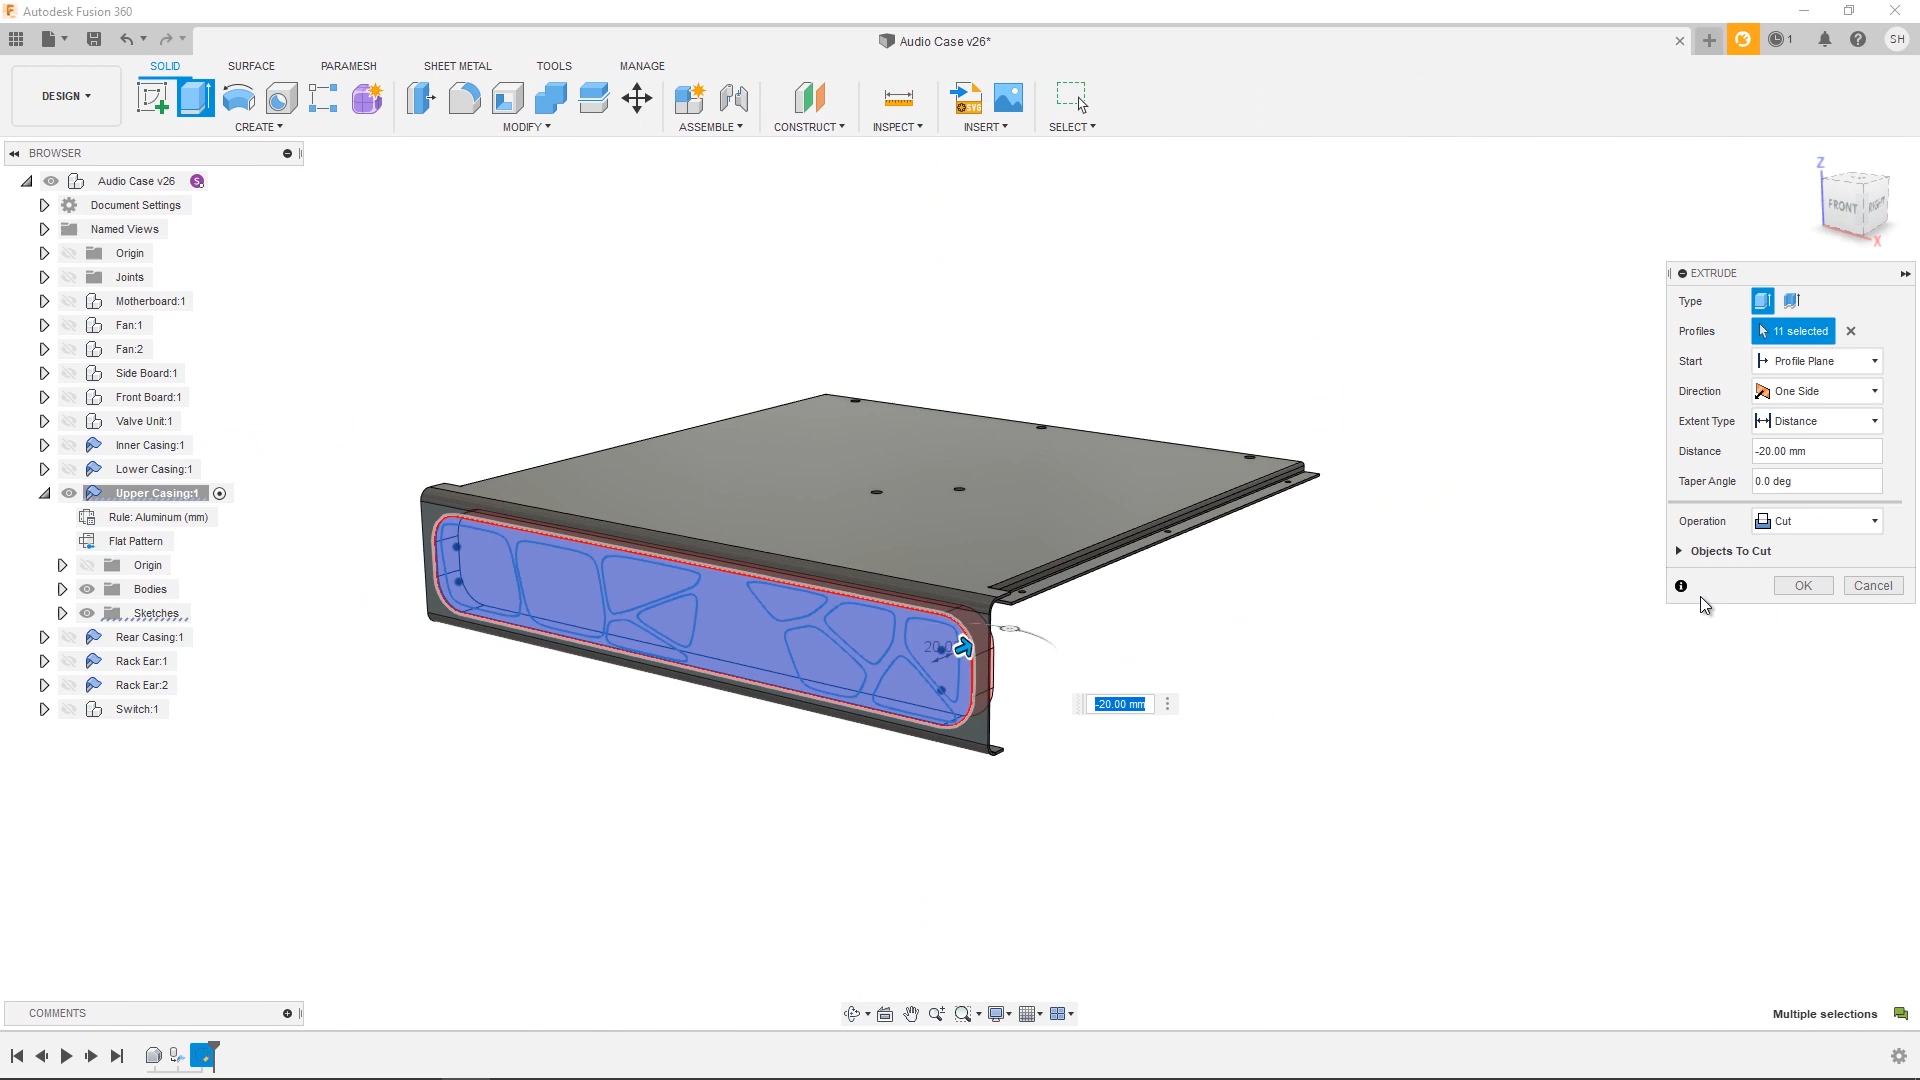 Autodesk Fusion 360
Audio Case v26*
1
SH
DESIGN
SOLID
SURFACE
PARAMESH
SHEET METAL
TOOLS
MANAGE
CREATE
MODIFY
ASSEMBLE
CONSTRUCT
INSPECT
INSERT
SVG
SELECT
BROWSER
Audio Case v26
S
Document Settings
Named Views
Origin
Joints
Motherboard:1
Fan:1
Fan:2
Side Board:1
Front Board:1
Valve Unit:1
Inner Casing:1
Lower Casing:1
Upper Casing:1
Rule: Aluminum (mm)
Flat Pattern
Origin
Bodies
Sketches
Rear Casing:1
Rack Ear:1
Rack Ear:2
Switch:1
Z
FRONT
RIGHT
X
EXTRUDE
Type
Profiles
11 selected
Start
Profile Plane
Direction
One Side
Extent Type
Distance
Distance
-20.00 mm
Taper Angle
0.0 deg
Operation
Cut
Objects To Cut
OK
Cancel
-20.00 mm
COMMENTS
Multiple selections